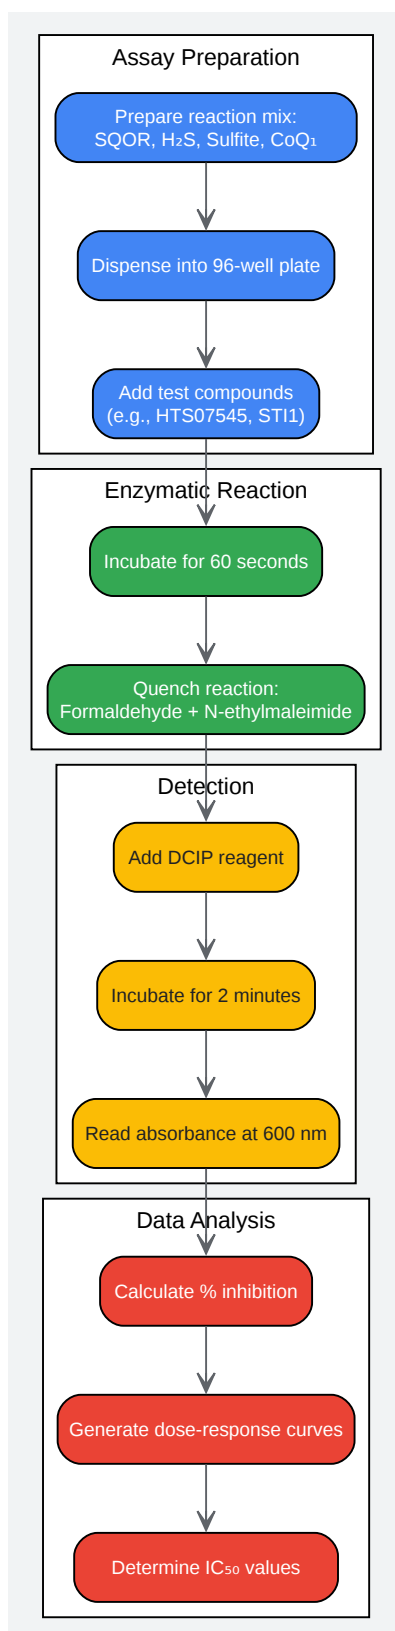 Assay Preparation
Prepare reaction mix:
SQOR, H₂S, Sulfite, CoQ₁
Dispense into 96-well plate
Add test compounds
(e.g., HTS07545, STI1)
Enzymatic Reaction
Incubate for 60 seconds
Quench reaction:
Formaldehyde + N-ethylmaleimide
Detection
Add DCIP reagent
Incubate for 2 minutes
Read absorbance at 600 nm
Data Analysis
Calculate % inhibition
Generate dose-response curves
Determine IC₅₀ values